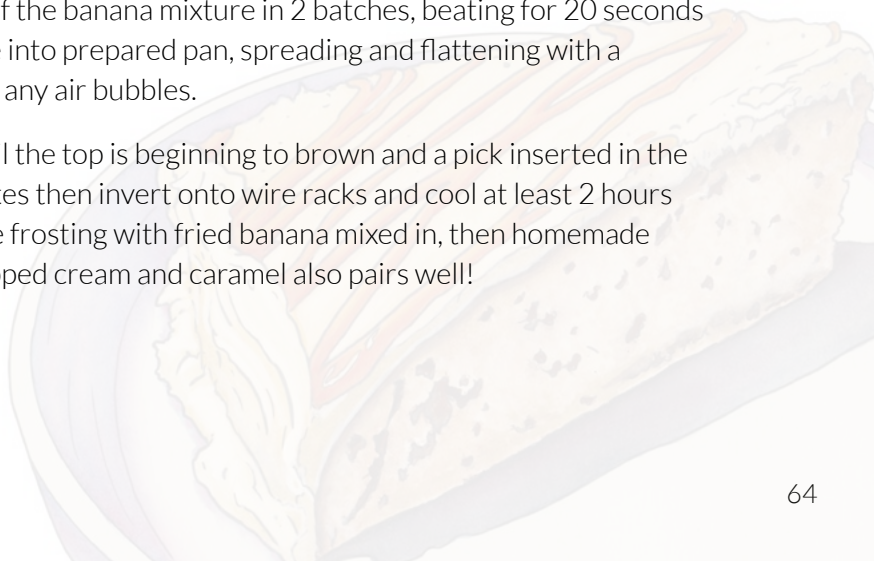 f the banana mixture in 2 batches, beating for 20 seconds
into prepared pan, spreading and flattening with a
any air bubbles.
l the top is beginning to brown and a pick inserted in the
es then invert onto wire racks and cool at least 2 hours
frosting with fried banana mixed in, then homemade
pped cream and caramel also pairs well!
64